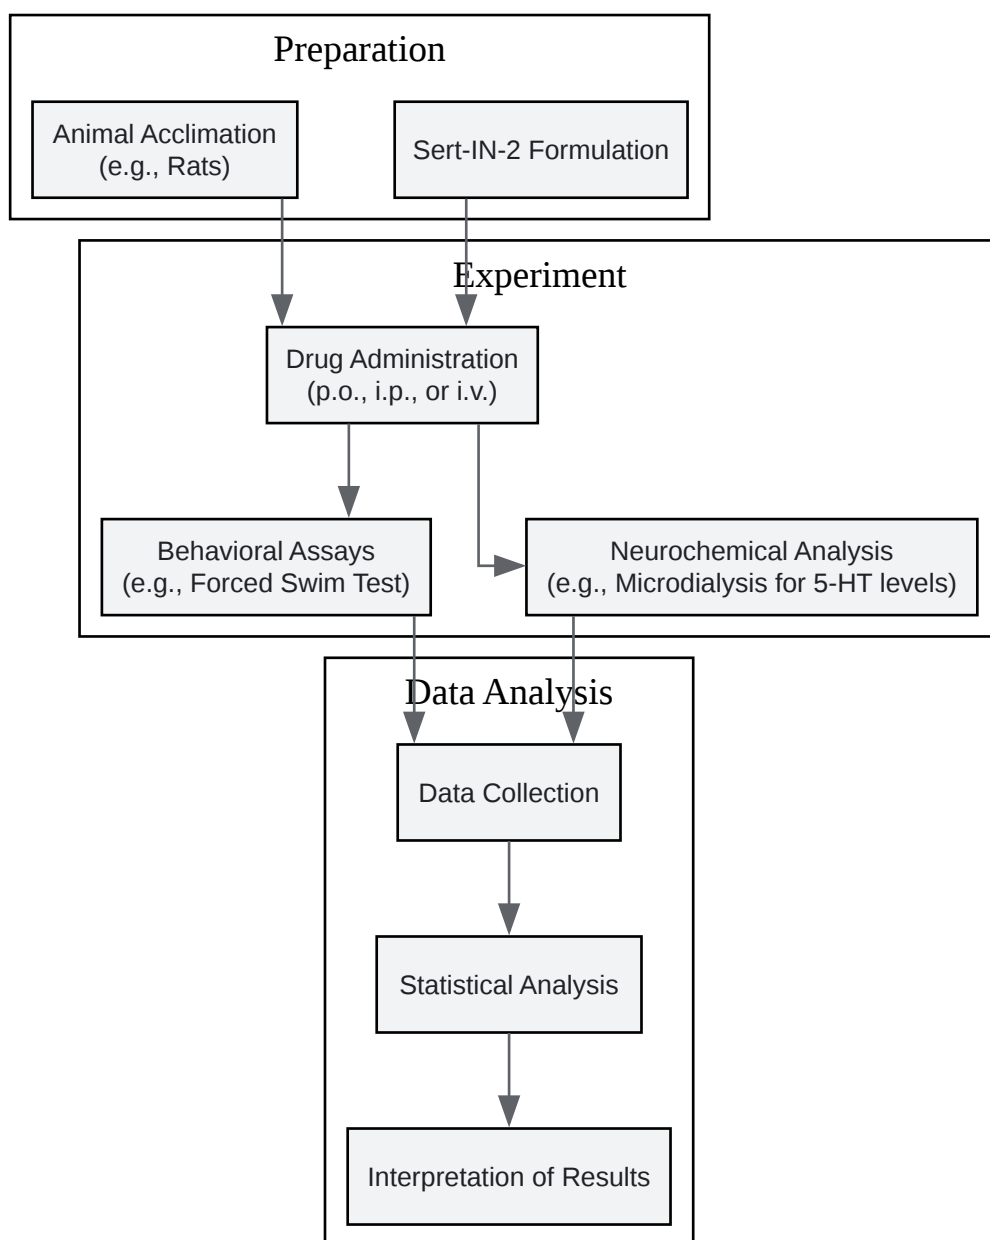 Preparation
Animal Acclimation
(e.g., Rats)
Sert-IN-2 Formulation
Experiment
Drug Administration
(p.o., i.p., or i.v.)
Behavioral Assays
(e.g., Forced Swim Test)
Neurochemical Analysis
(e.g., Microdialysis for 5-HT levels)
Data Analysis
Data Collection
Statistical Analysis
Interpretation of Results